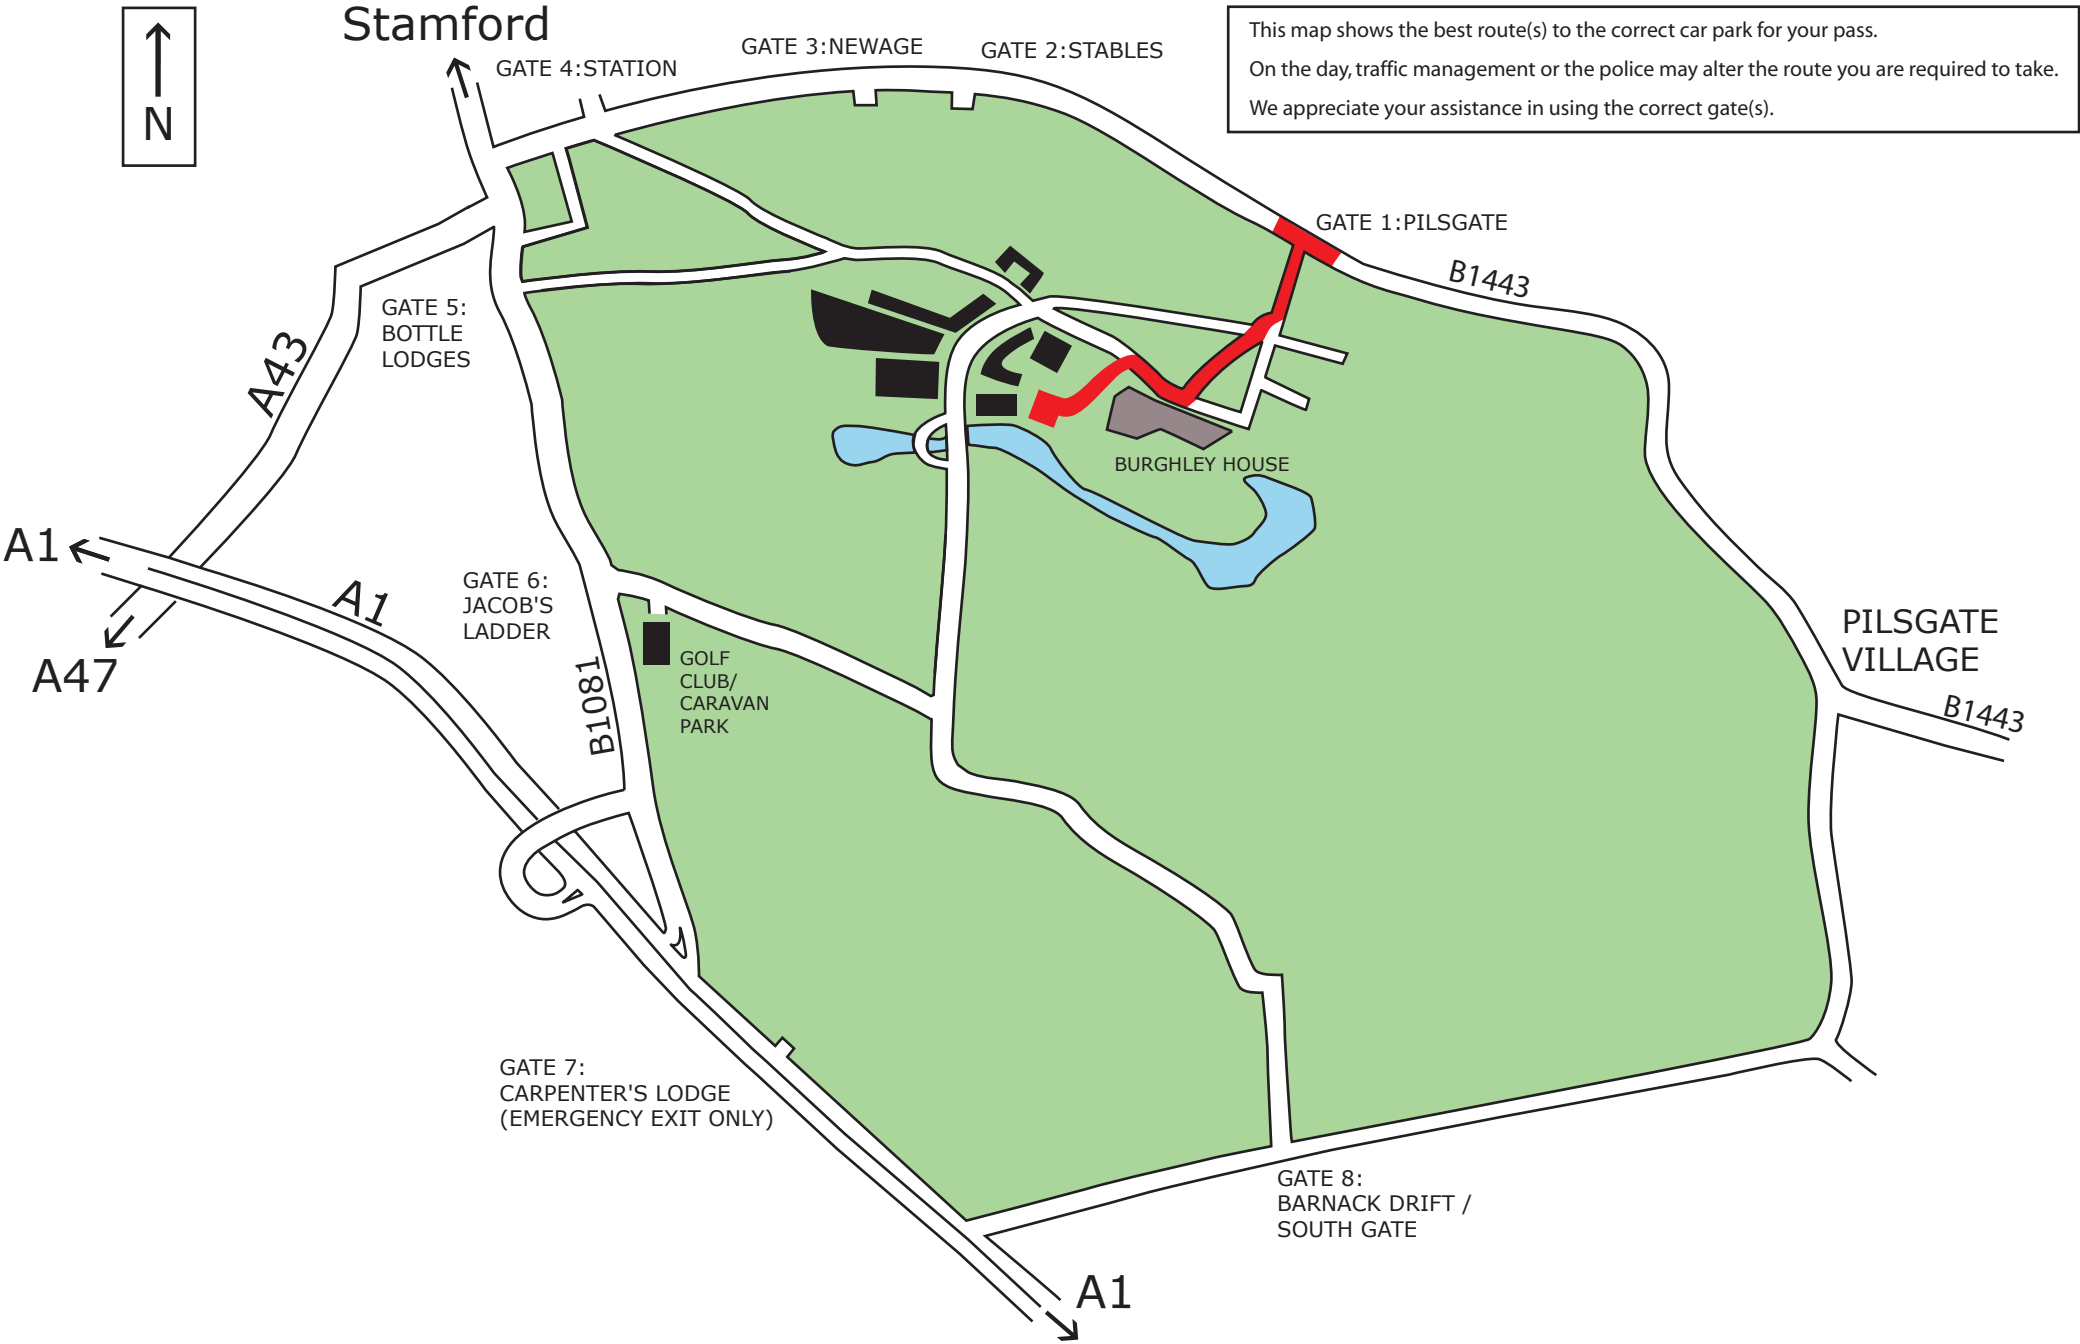 Stamford
N
GATE 4:STATION
GATE 3:NEWAGE
GATE 2:STABLES
This map shows the best route(s) to the correct car park for your pass.
On the day, traffic management or the police may alter the route you are required to take.
We appreciate your assistance in using the correct gate(s).
GATE 1:PILSGATE
B1443
GATE 5:
BOTTLE
LODGES
A43
BURGHLEY HOUSE
A1
A1
A47
GATE 6:
JACOB'S
LADDER
B1081
GOLF
CLUB/
CARAVAN
PARK
PILSGATE
VILLAGE
B1443
GATE 7:
CARPENTER'S LODGE
(EMERGENCY EXIT ONLY)
GATE 8:
BARNACK DRIFT /
SOUTH GATE
A1